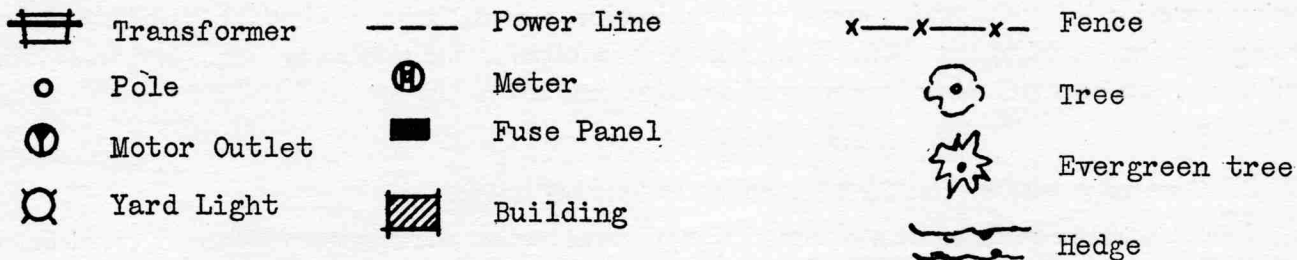 Transformer
Pole
Motor Outlet
Yard Light
Power Line
Meter
Fuse Panel
Building
Fence
Tree
Evergreen tree
Hedge